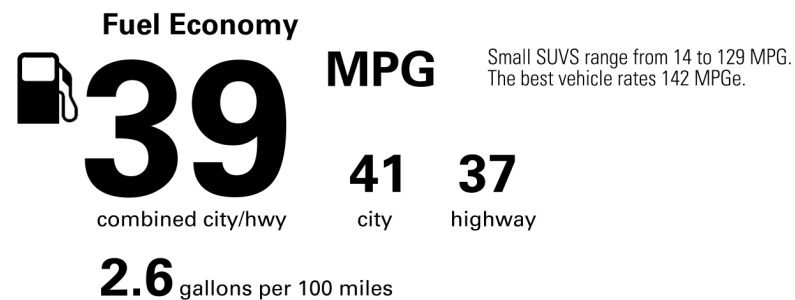 Fuel Economy
39
MPG
Small SUVS range from 14 to 129 MPG.
The best vehicle rates 142 MPGe.
41 37
combined city/hwy city highway
2.6 gallons per 100 miles